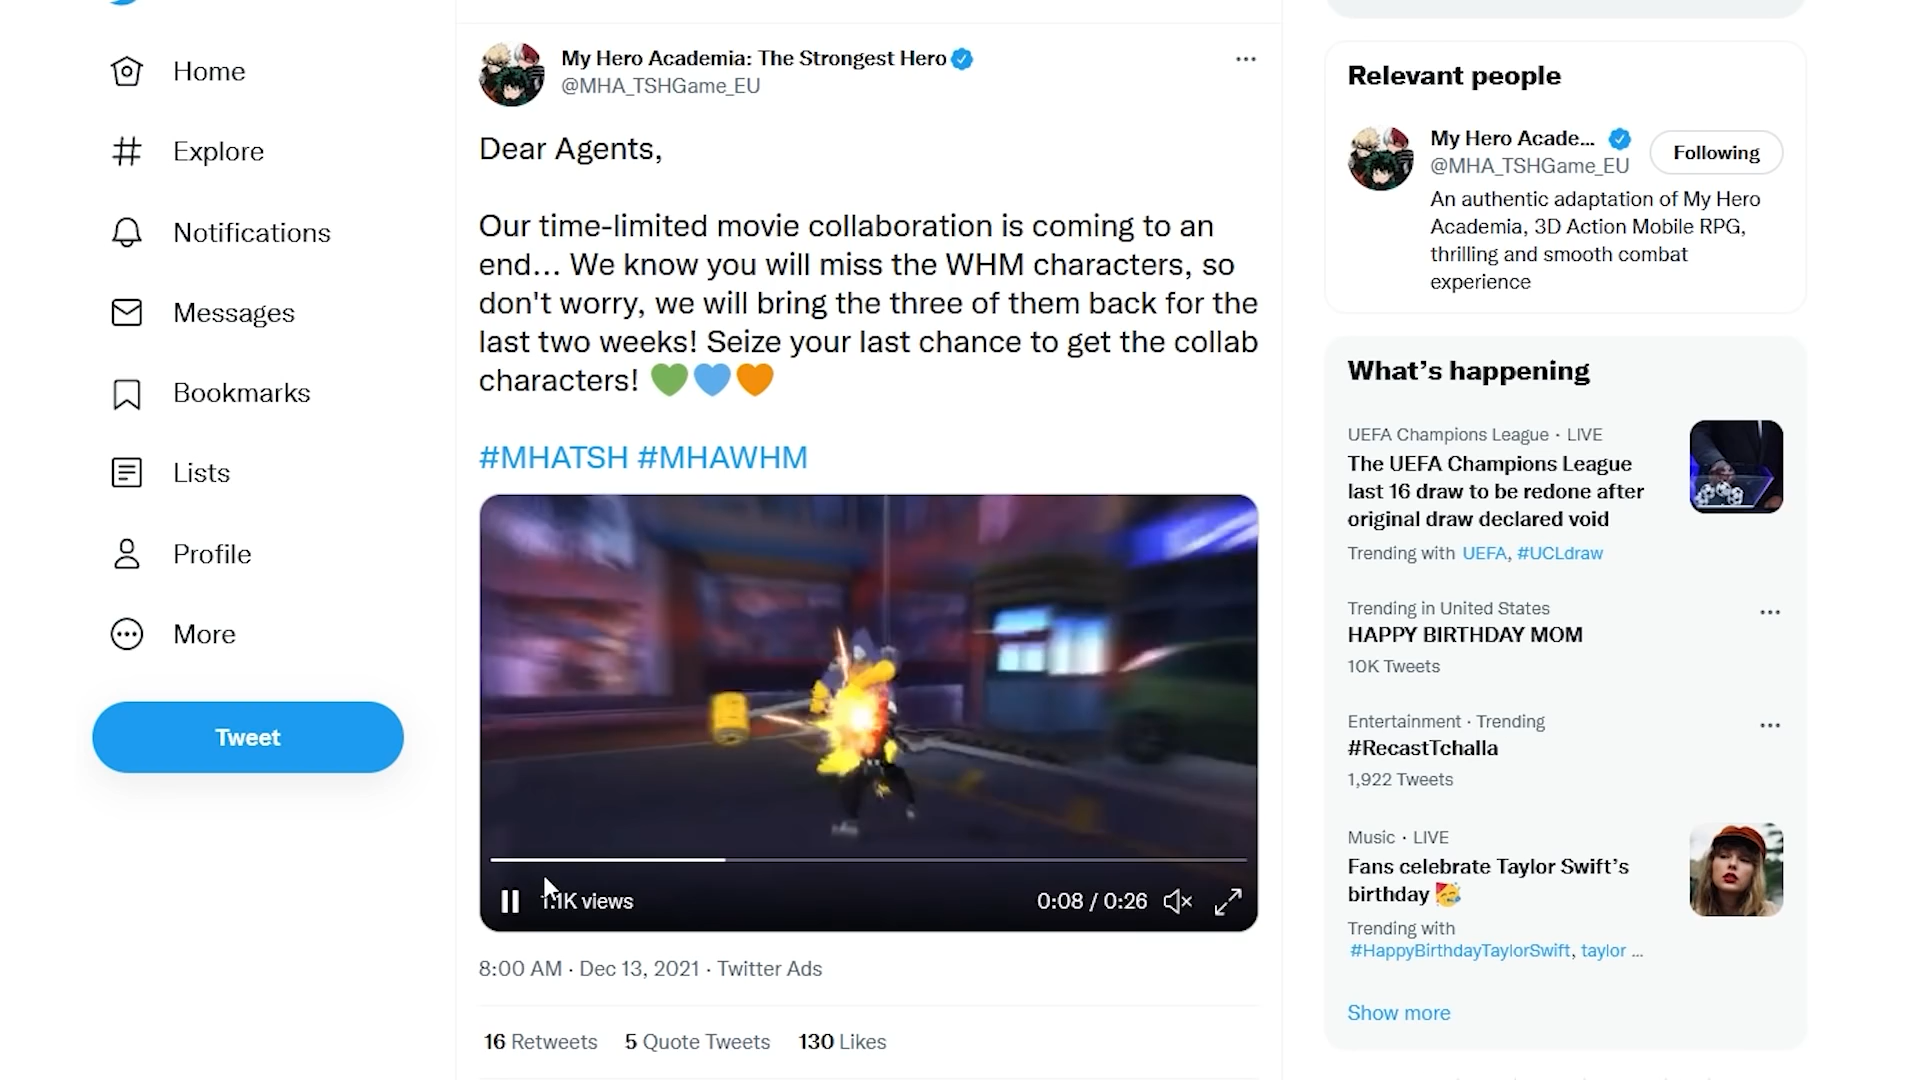 Home
Explore
Notifications
Messages
Bookmarks
Lists
Profile
More
Tweet
My Hero Academia: The Strongest Hero
@MHA_TSHGame_EU
Dear Agents,
Our time-limited movie collaboration is coming to an
end... We know you will miss the WHM characters, so
don't worry, we will bring the three of them back for the
last two weeks! Seize your last chance to get the collab
characters! 💚💙🧡
#MHATSH #MHAWHM
1.1K views
0:08 / 0:26
8:00 AM · Dec 13, 2021 · Twitter Ads
16 Retweets 5 Quote Tweets 130 Likes
Relevant people
My Hero Acade...
@MHA_TSHGame_EU
Following
An authentic adaptation of My Hero
Academia, 3D Action Mobile RPG,
thrilling and smooth combat
experience
What's happening
UEFA Champions League · LIVE
The UEFA Champions League
last 16 draw to be redone after
original draw declared void
Trending with UEFA, #UCLdraw
Trending in United States
HAPPY BIRTHDAY MOM
10K Tweets
Entertainment · Trending
#RecastTchalla
1,922 Tweets
Music · LIVE
Fans celebrate Taylor Swift's
birthday 🥳
Trending with
#HappyBirthdayTaylorSwift, taylor ...
Show more